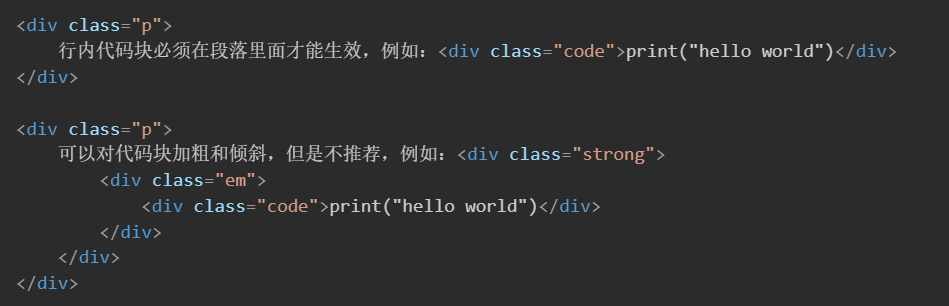 <div class="p">
    行内代码块必须在段落里面才能生效，例如：<div class="code">print("hello world")</div>
</div>

<div class="p">
    可以对代码块加粗和倾斜，但是不推荐，例如：<div class="strong">
        <div class="em">
            <div class="code">print("hello world")</div>
        </div>
    </div>
</div>